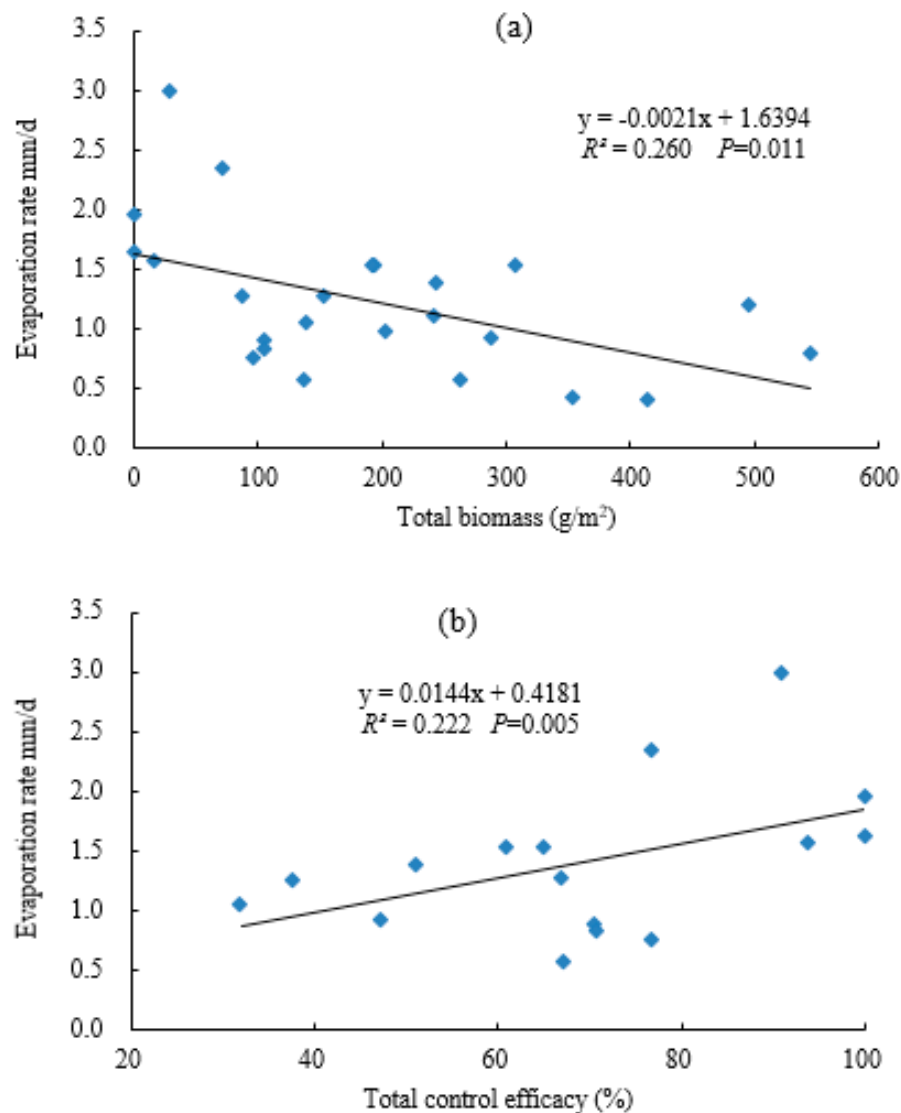 (a)
3.5
3.0
2.5
2.0
1.5
1.0
0.5
0.0
Evaporation rate mm/d
y = -0.0021x + 1.6394
R² = 0.260 P=0.011
0 100 200 300 400 500 600
Total biomass (g/m²)
(b)
3.5
3.0
2.5
2.0
1.5
1.0
0.5
0.0
Evaporation rate mm/d
y = 0.0144x + 0.4181
R² = 0.222 P=0.005
20 40 60 80 100
Total control efficacy (%)